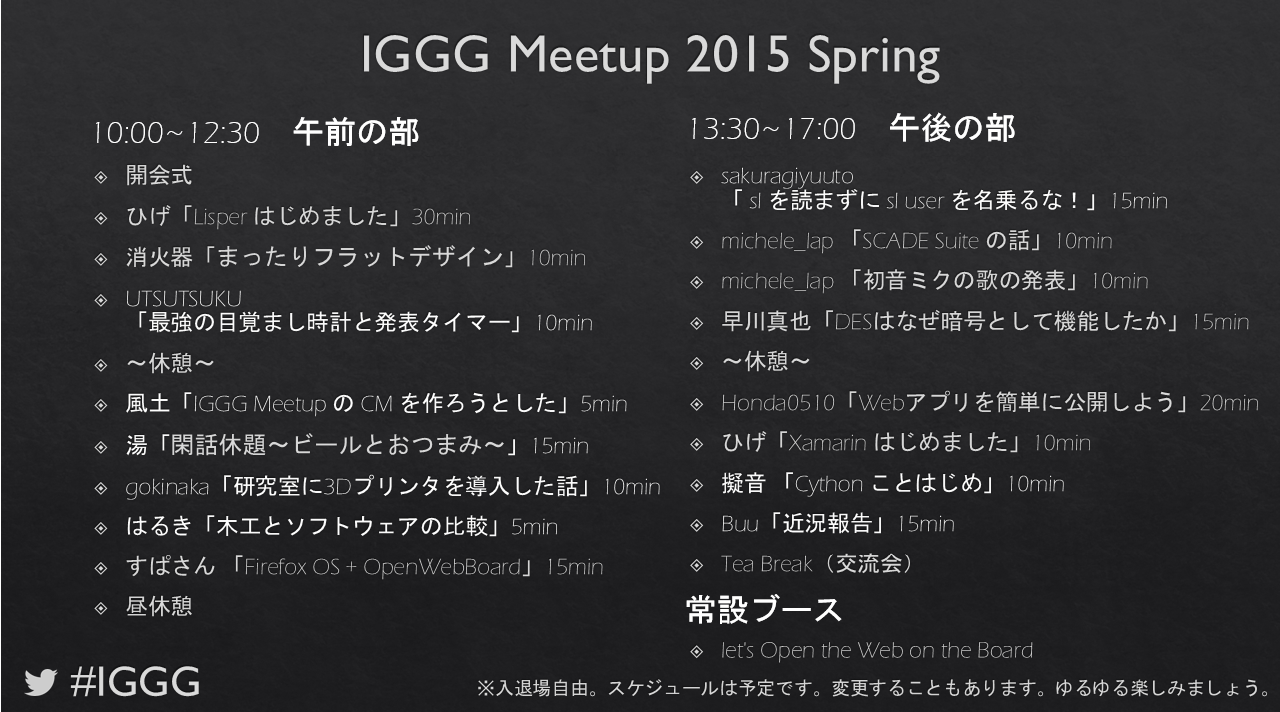 IGGG Meetup 2015 Spring
10:00~12:30 午前の部
開会式
ひげ「Lisper はじめました」30min
消火器「まったりフラットデザイン」10min
UTSUTSUKU
「最強の目覚まし時計と発表タイマー」10min
～休憩～
風土「IGGG Meetup の CM を作ろうとした」5min
湯「閑話休題～ビールとおつまみ～」15min
gokinaka「研究室に3Dプリンタを導入した話」10min
はるき「木工とソフトウェアの比較」5min
すぱさん 「Firefox OS + OpenWebBoard」15min
昼休憩
13:30~17:00 午後の部
sakuragiyuuto
「 sl を読まずに sl user を名乗るな！」15min
michele_lap 「SCADE Suite の話」10min
michele_lap 「初音ミクの歌の発表」10min
早川真也「DESはなぜ暗号として機能したか」15min
～休憩～
Honda0510「Webアプリを簡単に公開しよう」20min
ひげ「Xamarin はじめました」10min
擬音 「Cython ことはじめ」10min
Buu「近況報告」15min
Tea Break（交流会）
常設ブース
let's Open the Web on the Board
#IGGG
※入退場自由。スケジュールは予定です。変更することもあります。ゆるゆる楽しみましょう。